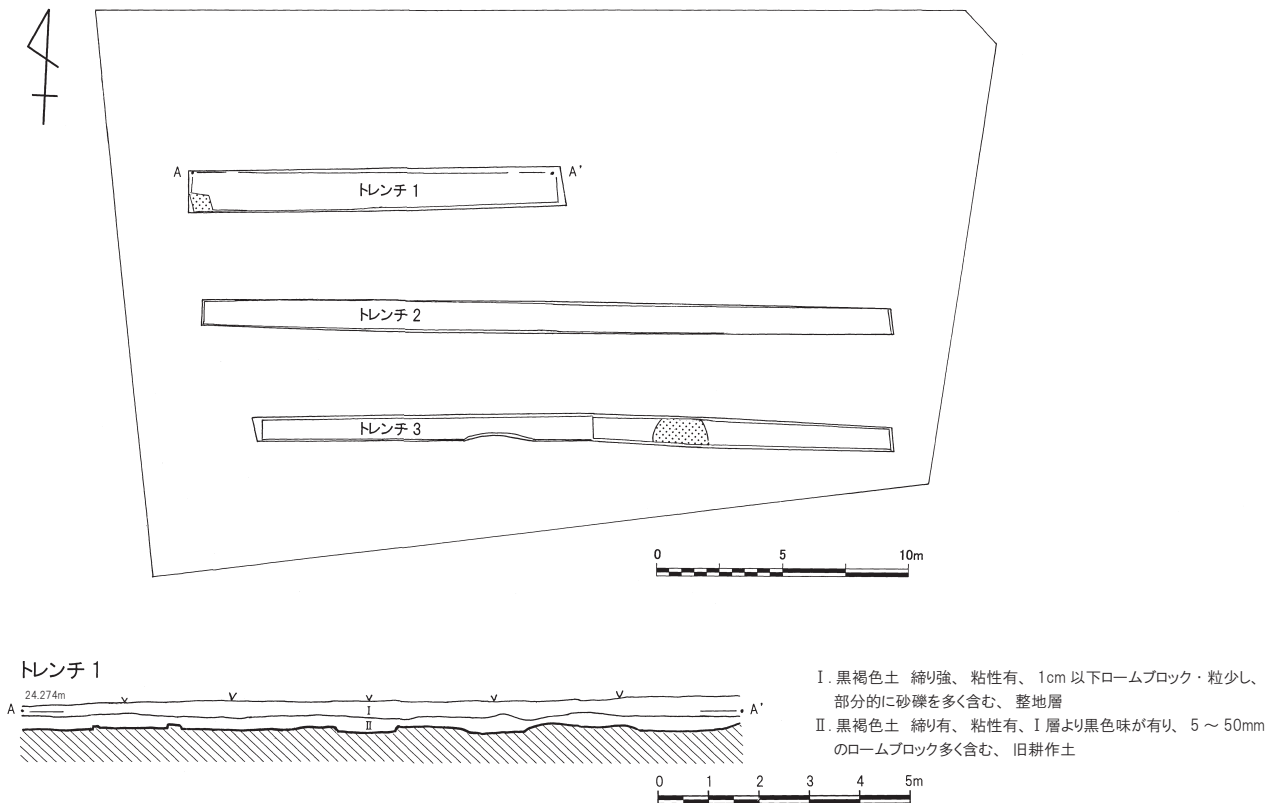 A
A'
トレンチ 1
トレンチ 2
トレンチ 3
0 5 10m
トレンチ 1
24.274m
A
A'
Ⅰ
Ⅱ
Ⅰ. 黒褐色土 締り強、 粘性有、 1cm 以下ロームブロック・粒少し、
部分的に砂礫を多く含む、 整地層
Ⅱ. 黒褐色土 締り有、 粘性有、Ⅰ層より黒色味が有り、 5 ~ 50mm
のロームブロック多く含む、 旧耕作土
0 1 2 3 4 5m